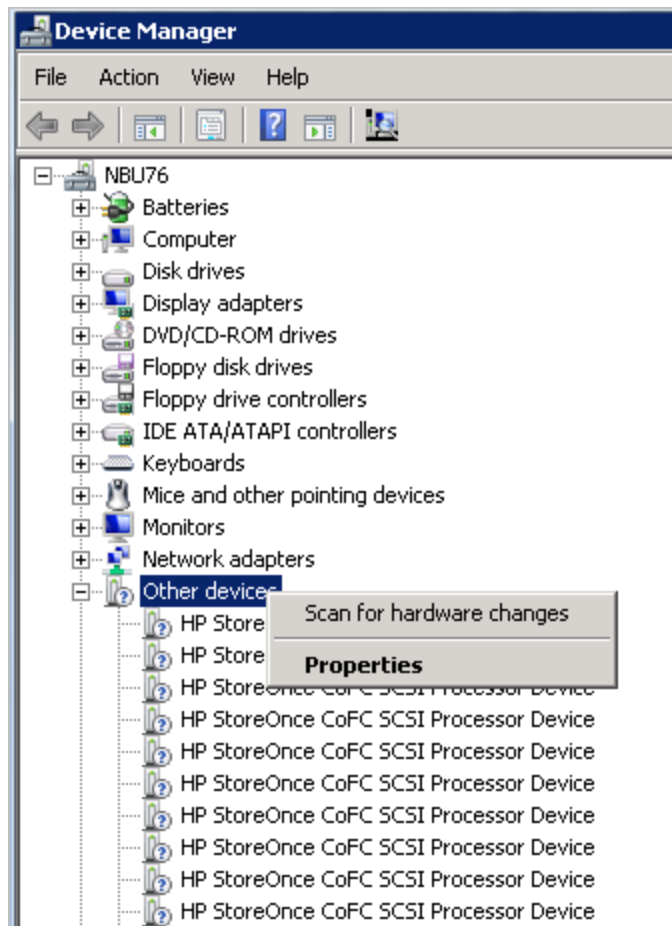 Device Manager
File Action View Help
NBU76
Batteries
Computer
Disk drives
Display adapters
DVD/CD-ROM drives
Floppy disk drives
Floppy drive controllers
IDE ATA/ATAPI controllers
Keyboards
Mice and other pointing devices
Monitors
Network adapters
Other devices
Scan for hardware changes
HP Store
Properties
HP Store
HP StoreOnce CoFC SCSI Processor Device
HP StoreOnce CoFC SCSI Processor Device
HP StoreOnce CoFC SCSI Processor Device
HP StoreOnce CoFC SCSI Processor Device
HP StoreOnce CoFC SCSI Processor Device
HP StoreOnce CoFC SCSI Processor Device
HP StoreOnce CoFC SCSI Processor Device
HP StoreOnce CoFC SCSI Processor Device